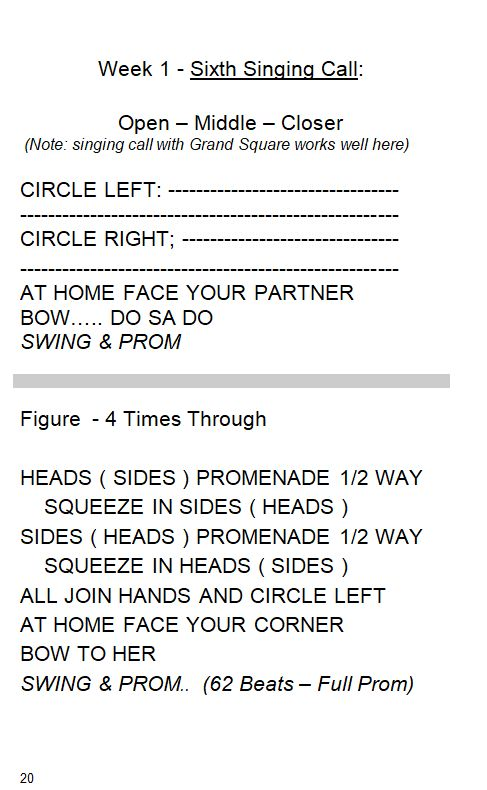 Week 1 - Sixth Singing Call:
Open – Middle – Closer
(Note: singing call with Grand Square works well here)
CIRCLE LEFT: ---------------------------------
------------------------------------------------------
CIRCLE RIGHT; -------------------------------
------------------------------------------------------
AT HOME FACE YOUR PARTNER
BOW….. DO SA DO
SWING & PROM
Figure - 4 Times Through
HEADS ( SIDES ) PROMENADE 1/2 WAY
SQUEEZE IN SIDES ( HEADS )
SIDES ( HEADS ) PROMENADE 1/2 WAY
SQUEEZE IN HEADS ( SIDES )
ALL JOIN HANDS AND CIRCLE LEFT
AT HOME FACE YOUR CORNER
BOW TO HER
SWING & PROM.. (62 Beats – Full Prom)
20